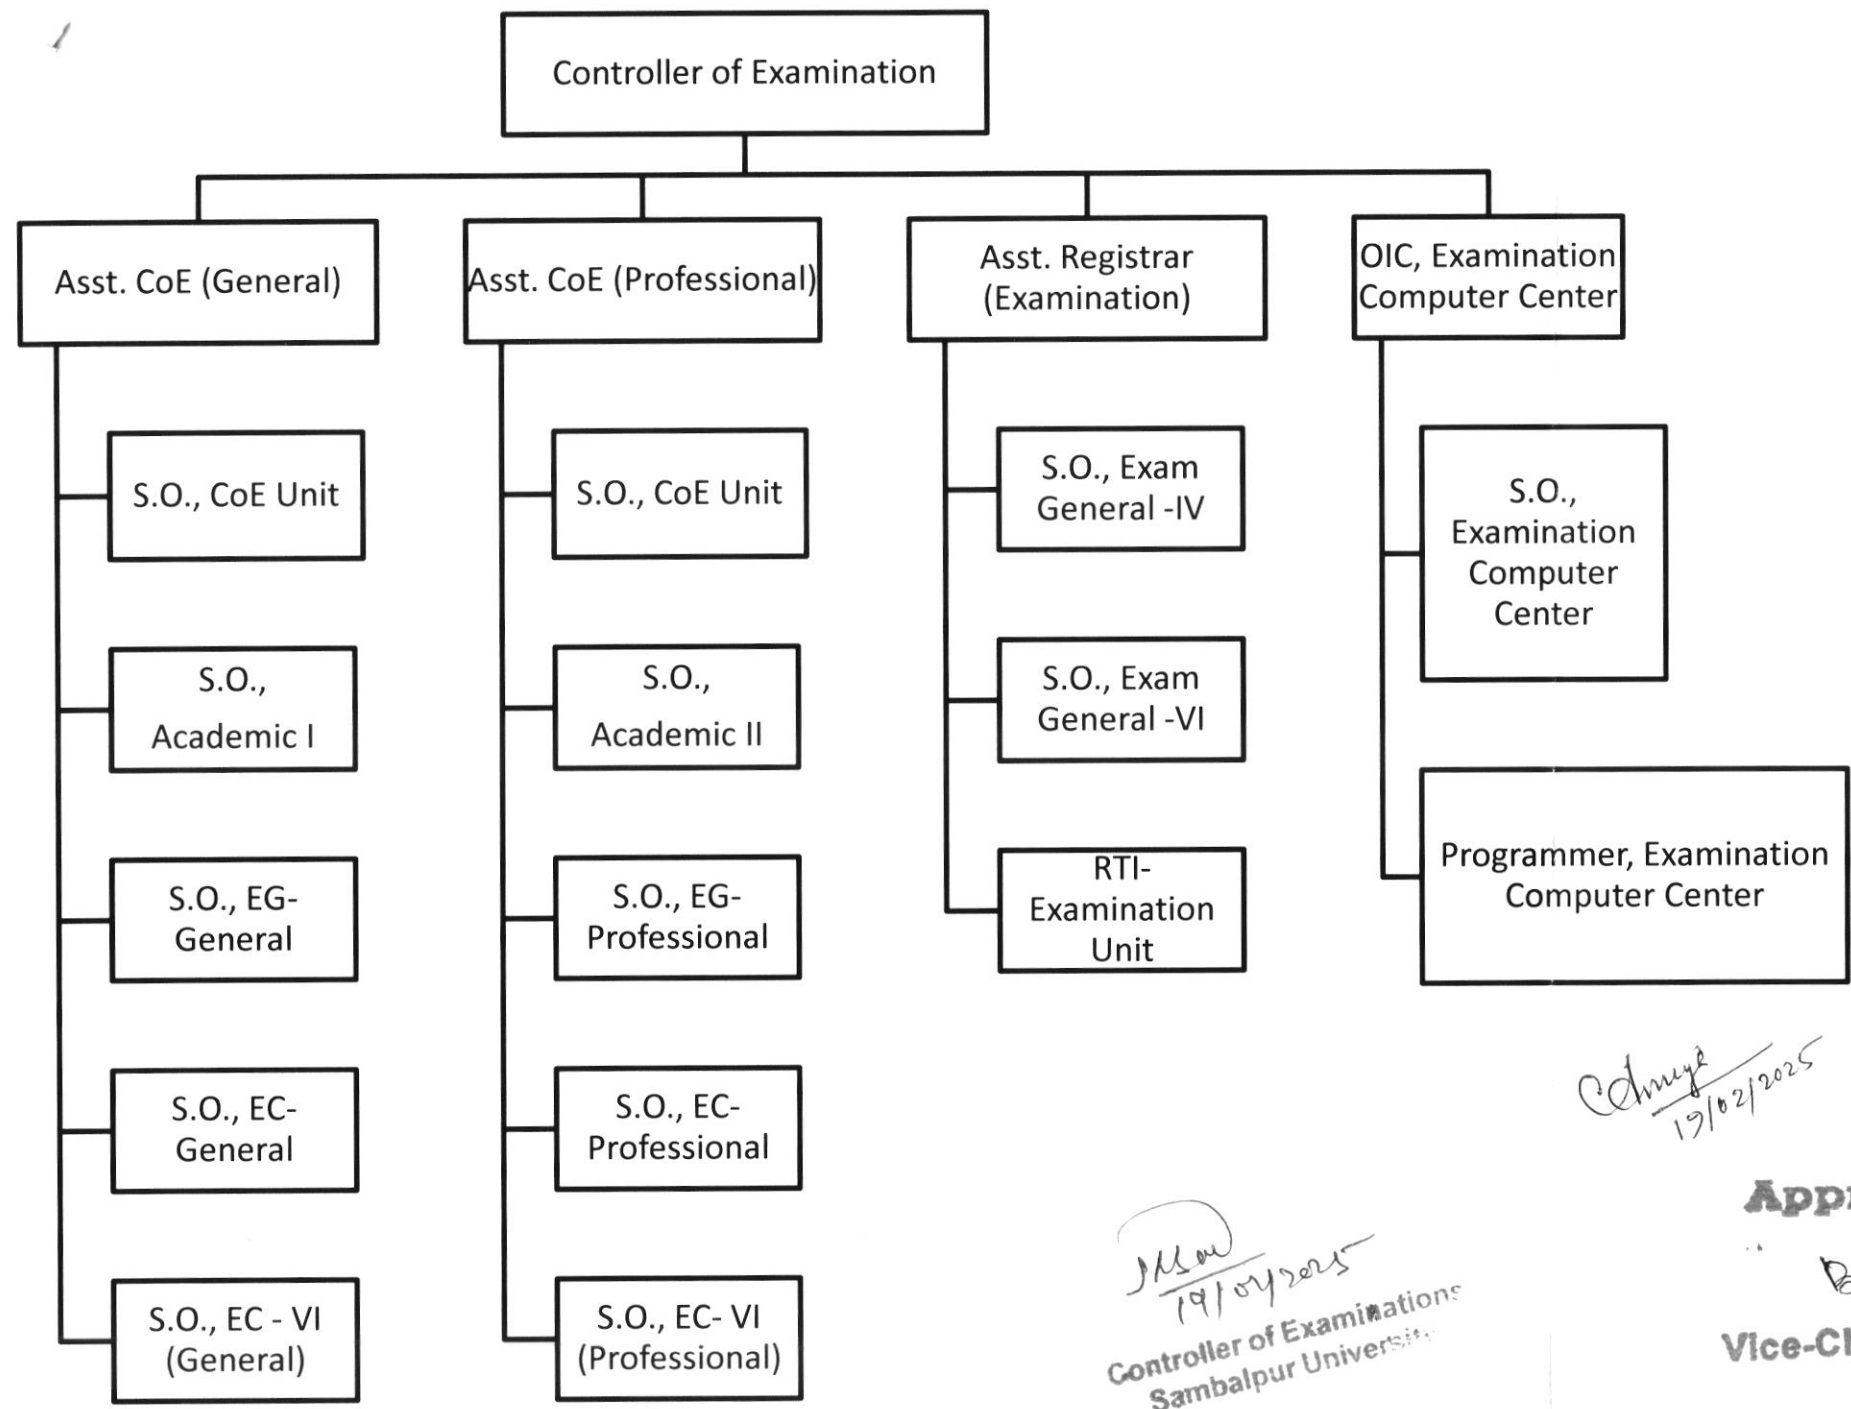 Controller of Examination
Asst. CoE (General)
Asst. CoE (Professional)
Asst. Registrar
(Examination)
OIC, Examination
Computer Center
S.O., CoE Unit
S.O.,
Academic I
S.O., EG-
General
S.O., EC-
General
S.O., EC - VI
(General)
S.O., CoE Unit
S.O.,
Academic II
S.O., EG-
Professional
S.O., EC-
Professional
S.O., EC- VI
(Professional)
S.O., Exam
General -IV
S.O., Exam
General -VI
RTI-
Examination
Unit
S.O.,
Examination
Computer
Center
Programmer, Examination
Computer Center
19/02/2025
Controller of Examinations
Sambalpur University
Appr
Vice-Ch